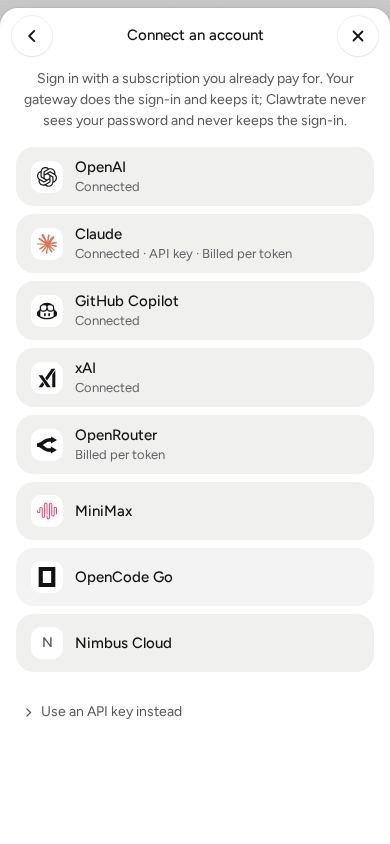 Connect an account
Sign in with a subscription you already pay for. Your
gateway does the sign-in and keeps it; Clawtrate never
sees your password and never keeps the sign-in.
OpenAI
Connected
Claude
Connected · API key · Billed per token
GitHub Copilot
Connected
xAI
Connected
OpenRouter
Billed per token
MiniMax
OpenCode Go
N
Nimbus Cloud
Use an API key instead